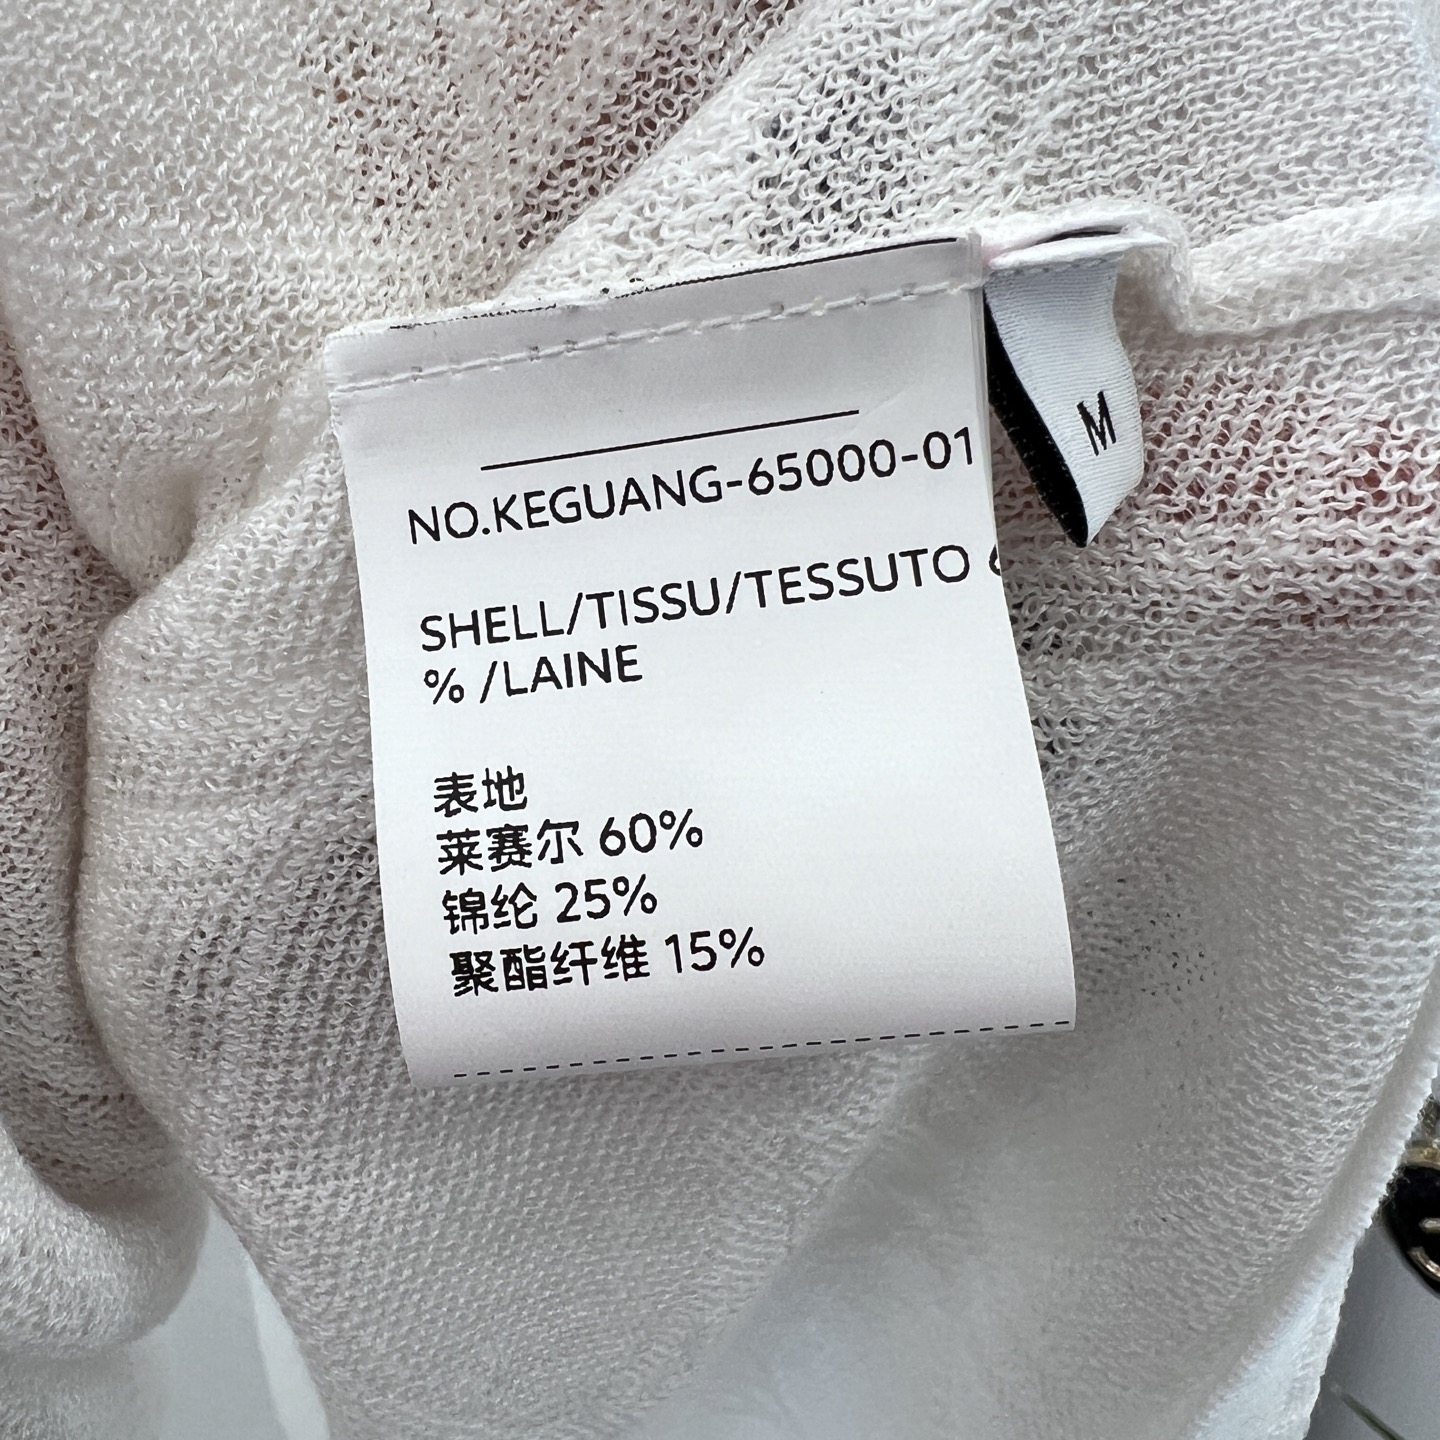 NO.KEGUANG-65000-01
SHELL/TISSU/TESSUTO
% /LAINE
表地
莱赛尔 60%
锦纶 25%
聚酯纤维 15%
M